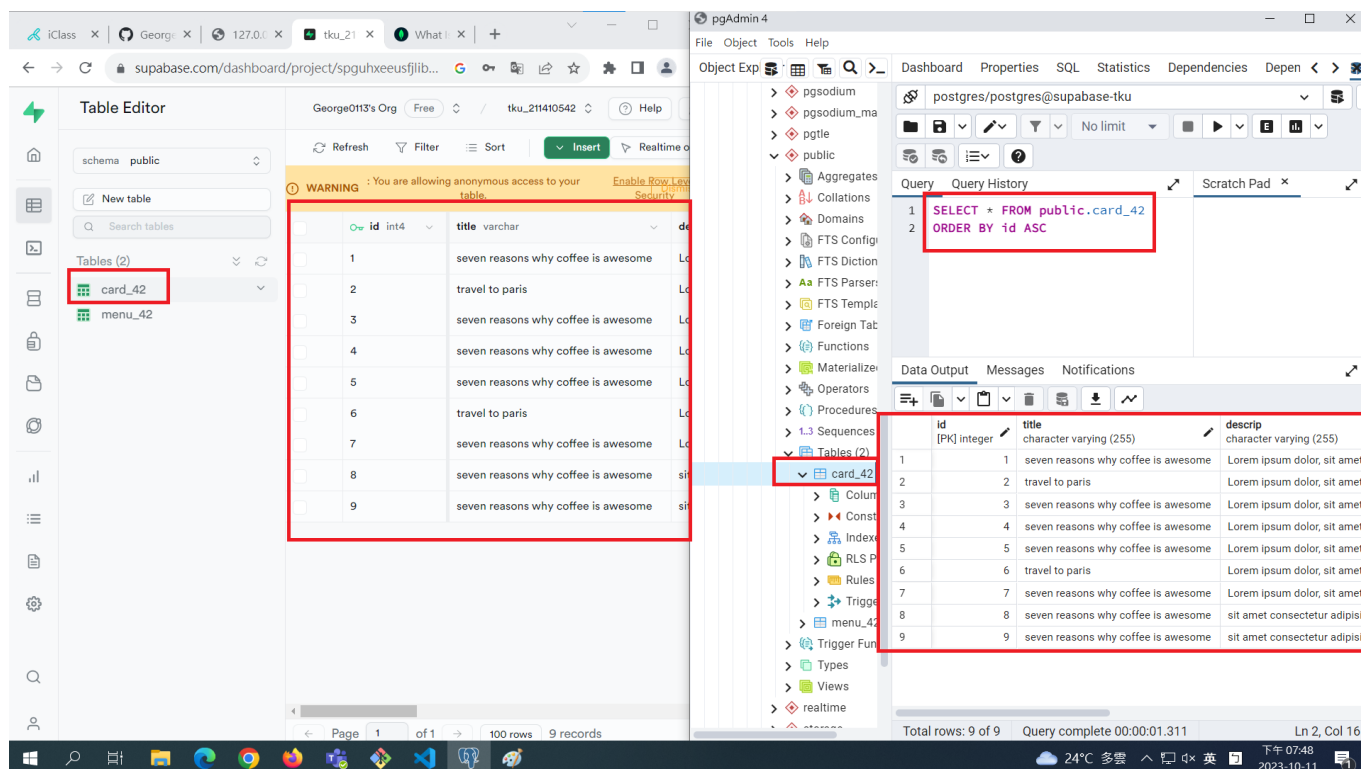 iClass
George
127.0.0
tku_21
What i
supabase.com/dashboard/project/spguhxeeusfjlib...
Table Editor
George0113's Org Free / tku_211410542 Help
schema public
Refresh Filter Sort Insert Realtime o
New table
WARNING : You are allowing anonymous access to your table. Enable Row Lev Security
Search tables
Tables (2)
card_42
menu_42
id int4 title varchar de
1 seven reasons why coffee is awesome Lo
2 travel to paris Lo
3 seven reasons why coffee is awesome Lo
4 seven reasons why coffee is awesome Lo
5 seven reasons why coffee is awesome Lo
6 travel to paris Lo
7 seven reasons why coffee is awesome Lo
8 seven reasons why coffee is awesome sit
9 seven reasons why coffee is awesome sit
Page 1 of 1 100 rows 9 records
pgAdmin 4
File Object Tools Help
Object Exp
Dashboard Properties SQL Statistics Dependencies Depen
pgsodium
pgsodium_ma
pgtle
public
Aggregates
Collations
Domains
FTS Configu
FTS Diction
FTS Parsers
FTS Templa
Foreign Tab
Functions
Materialize
Operators
Procedures
1..3 Sequences
Tables (2)
card_42
Colum
Const
Indexe
RLS P
Rules
Trigge
menu_42
Trigger Fun
Types
Views
realtime
postgres/postgres@supabase-tku
No limit
Query Query History
Scratch Pad
1 SELECT * FROM public.card_42
2 ORDER BY id ASC
Data Output Messages Notifications
id title descrip
[PK] integer character varying (255) character varying (255)
1 1 seven reasons why coffee is awesome Lorem ipsum dolor, sit amet
2 2 travel to paris Lorem ipsum dolor, sit amet
3 3 seven reasons why coffee is awesome Lorem ipsum dolor, sit amet
4 4 seven reasons why coffee is awesome Lorem ipsum dolor, sit amet
5 5 seven reasons why coffee is awesome Lorem ipsum dolor, sit amet
6 6 travel to paris Lorem ipsum dolor, sit amet
7 7 seven reasons why coffee is awesome Lorem ipsum dolor, sit amet
8 8 seven reasons why coffee is awesome sit amet consectetur adipisi
9 9 seven reasons why coffee is awesome sit amet consectetur adipisi
Total rows: 9 of 9 Query complete 00:00:01.311 Ln 2, Col 16
24°C 多雲 英 下午 07:48
2023-10-11